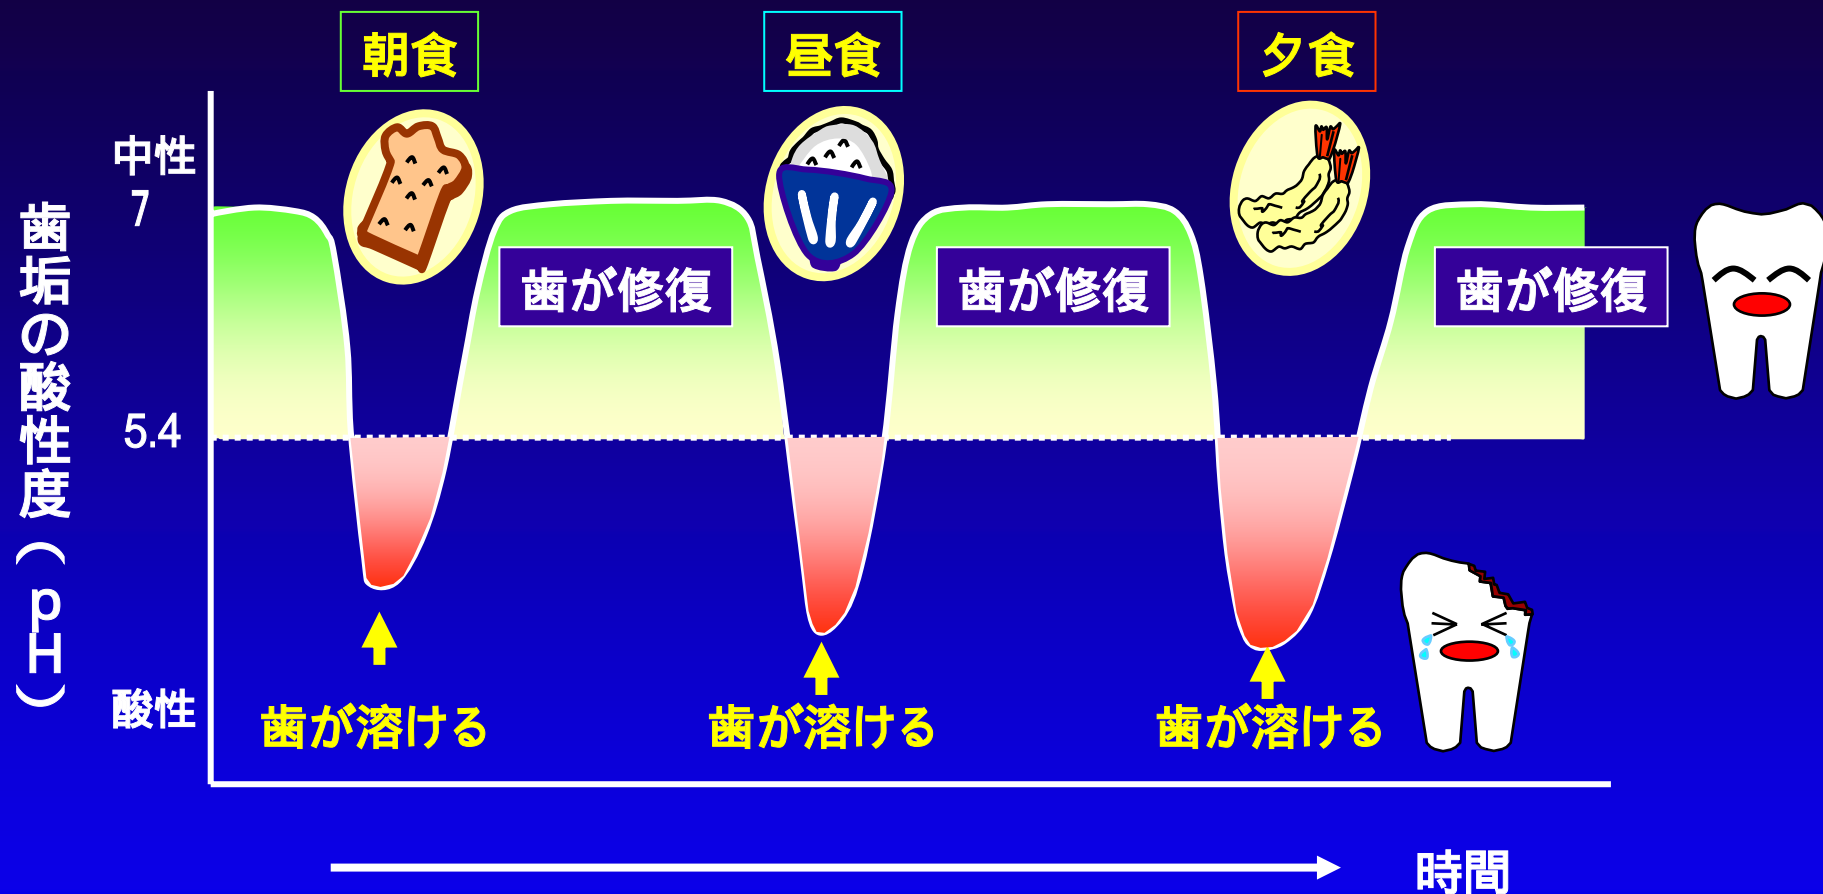 朝食
昼食
夕食
中性
7
5.4
酸性
歯垢の酸性度(pH)
歯が修復
歯が修復
歯が修復
歯が溶ける
歯が溶ける
歯が溶ける
時間